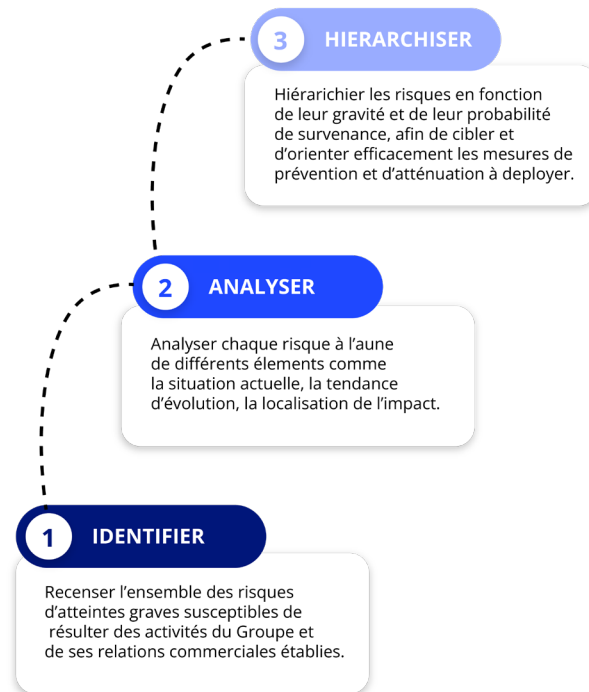 3 HIERARCHISER
Hiérarichier les risques en fonction
de leur gravité et de leur probabilité
de survenance, afin de cibler et
d'orienter efficacement les mesures de
prévention et d'atténuation à deployer.
2 ANALYSER
Analyser chaque risque à l'aune
de différents élements comme
la situation actuelle, la tendance
d'évolution, la localisation de l'impact.
1 IDENTIFIER
Recenser l'ensemble des risques
d'atteintes graves susceptibles de
résulter des activités du Groupe et
de ses relations commerciales établies.